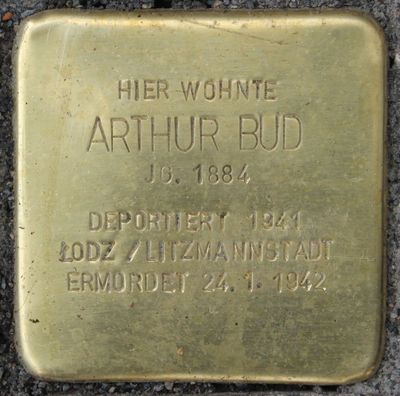 HIER WOHNTE
ARTHUR BUD
JG. 1884
DEPORTIERT 1941
ŁODZ / LITZMANNSTADT
ERMORDET 24. 1. 1942